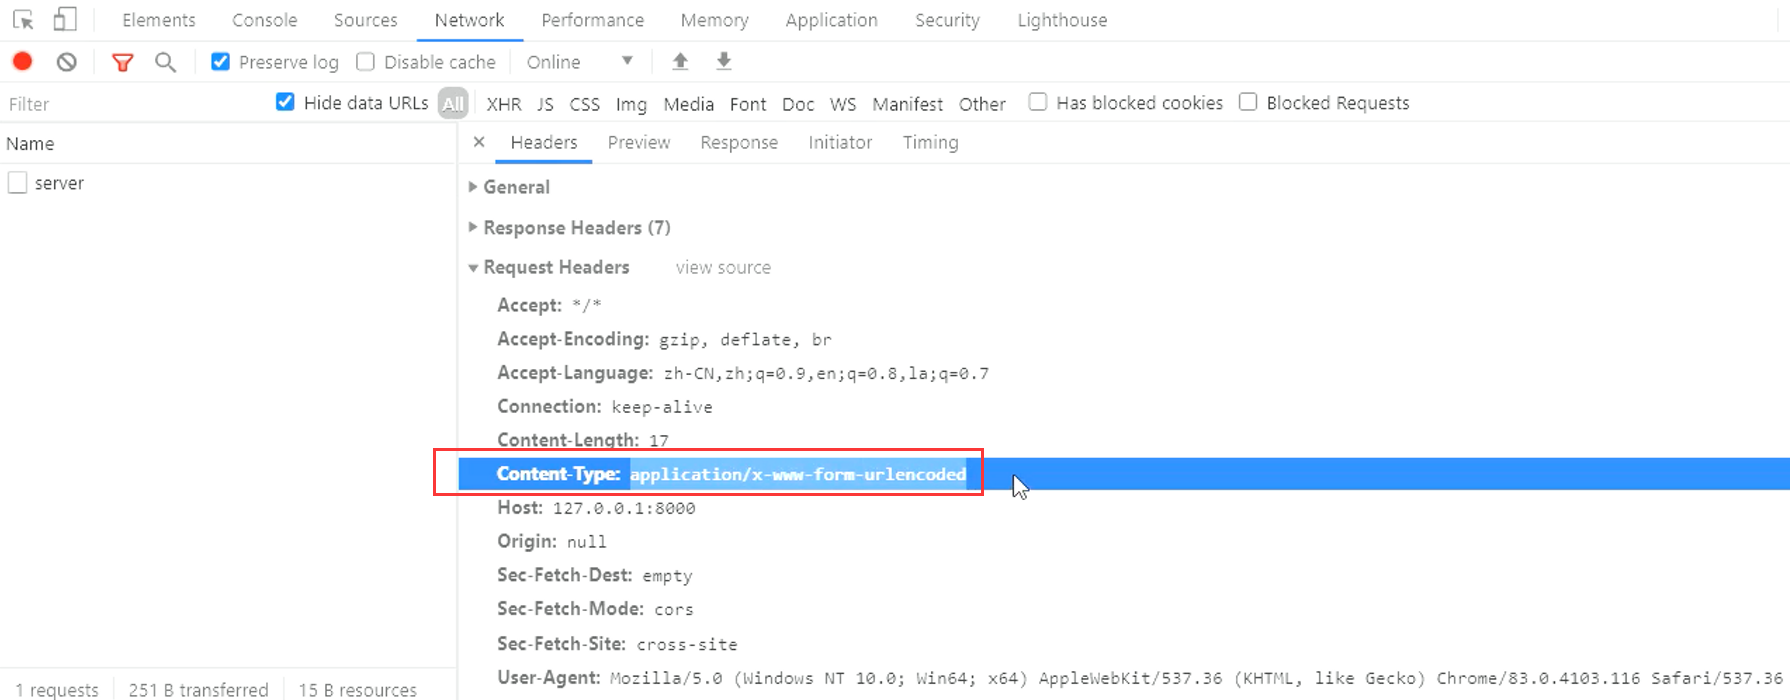 Elements Console Sources Network Performance Memory Application Security Lighthouse
Preserve log Disable cache Online
Filter Hide data URLs All XHR JS CSS Img Media Font Doc WS Manifest Other Has blocked cookies Blocked Requests
Name
Headers Preview Response Initiator Timing
server
General
Response Headers (7)
Request Headers view source
Accept: */*
Accept-Encoding: gzip, deflate, br
Accept-Language: zh-CN,zh;q=0.9,en;q=0.8,la;q=0.7
Connection: keep-alive
Content-Length: 17
Content-Type: application/x-www-form-urlencoded
Host: 127.0.0.1:8000
Origin: null
Sec-Fetch-Dest: empty
Sec-Fetch-Mode: cors
Sec-Fetch-Site: cross-site
User-Agent: Mozilla/5.0 (Windows NT 10.0; Win64; x64) AppleWebKit/537.36 (KHTML, like Gecko) Chrome/83.0.4103.116 Safari/537.36
1 requests 251 B transferred 15 B resources